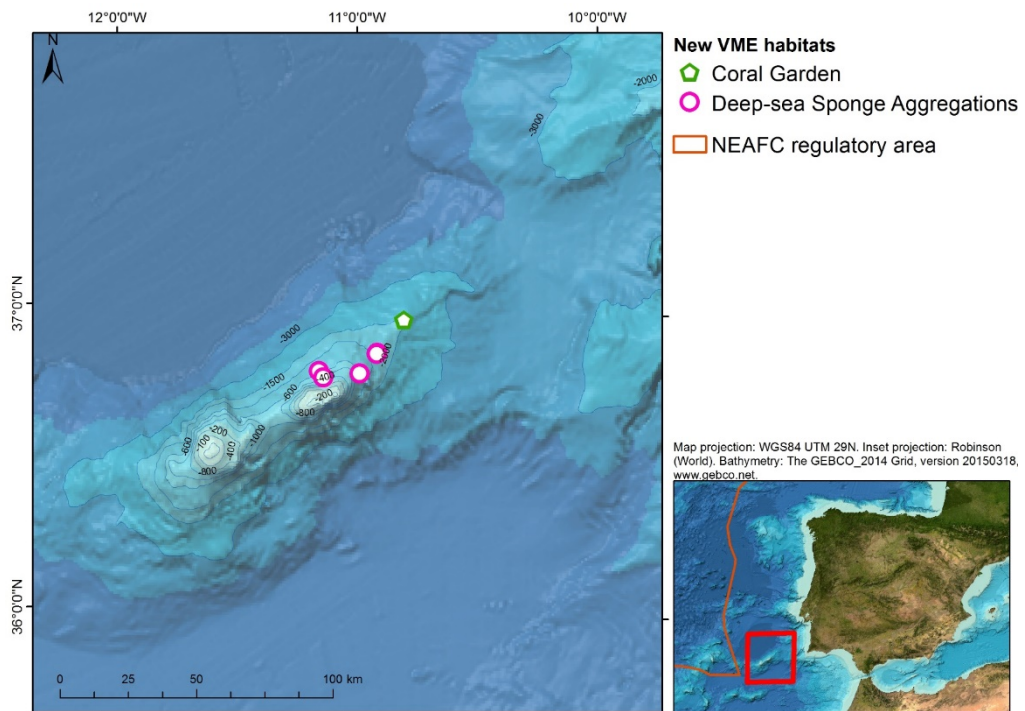 12°0'0"W 11°0'0"W 10°0'0"W
N
New VME habitats
Coral Garden
Deep-sea Sponge Aggregations
NEAFC regulatory area
-2000
-3000
37°0'0"N
-3000
-2000
-1500
-400
-600
-200
-800
-200
-600
-100
-1000
-400
-800
36°0'0"N
0 25 50 100 km
Map projection: WGS84 UTM 29N. Inset projection: Robinson
(World). Bathymetry: The GEBCO_2014 Grid, version 20150318,
www.gebco.net.